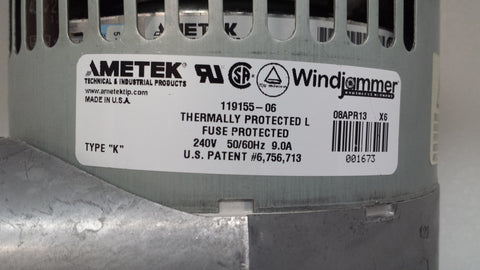 AMETEK
TECHNICAL & INDUSTRIAL PRODUCTS
www.ametektip.com
MADE IN U.S.A.
Windjammer
119155-06
THERMALLY PROTECTED L
FUSE PROTECTED
240V 50/60Hz 9.0A
U.S. PATENT #6,756,713
TYPE "K"
08APR13 X6
001673